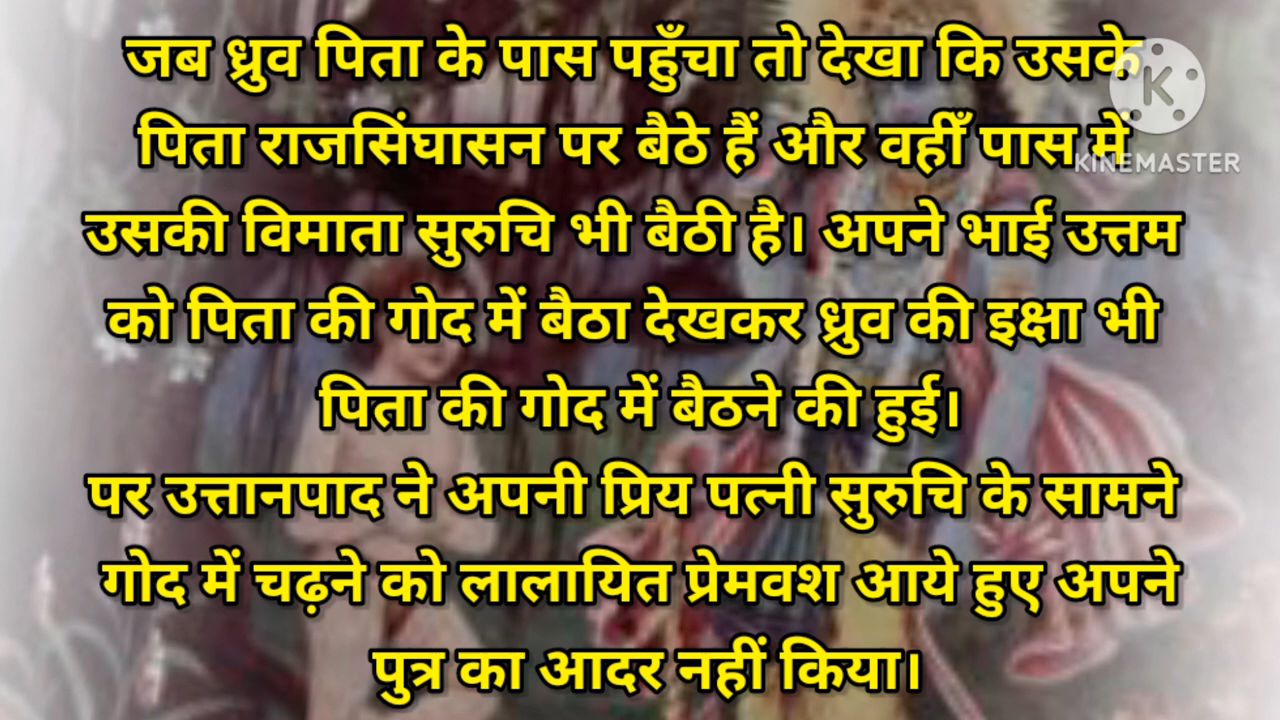 जब ध्रुव पिता के पास पहुँचा तो देखा कि उसके
पिता राजसिंघासन पर बैठे हैं और वहीँ पास में
उसकी विमाता सुरुचि भी बैठी है। अपने भाई उत्तम
को पिता की गोद में बैठा देखकर ध्रुव की इक्षा भी
पिता की गोद में बैठने की हुई।
पर उत्तानपाद ने अपनी प्रिय पत्नी सुरुचि के सामने
गोद में चढ़ने को लालायित प्रेमवश आये हुए अपने
पुत्र का आदर नहीं किया।
K
KINEMASTER